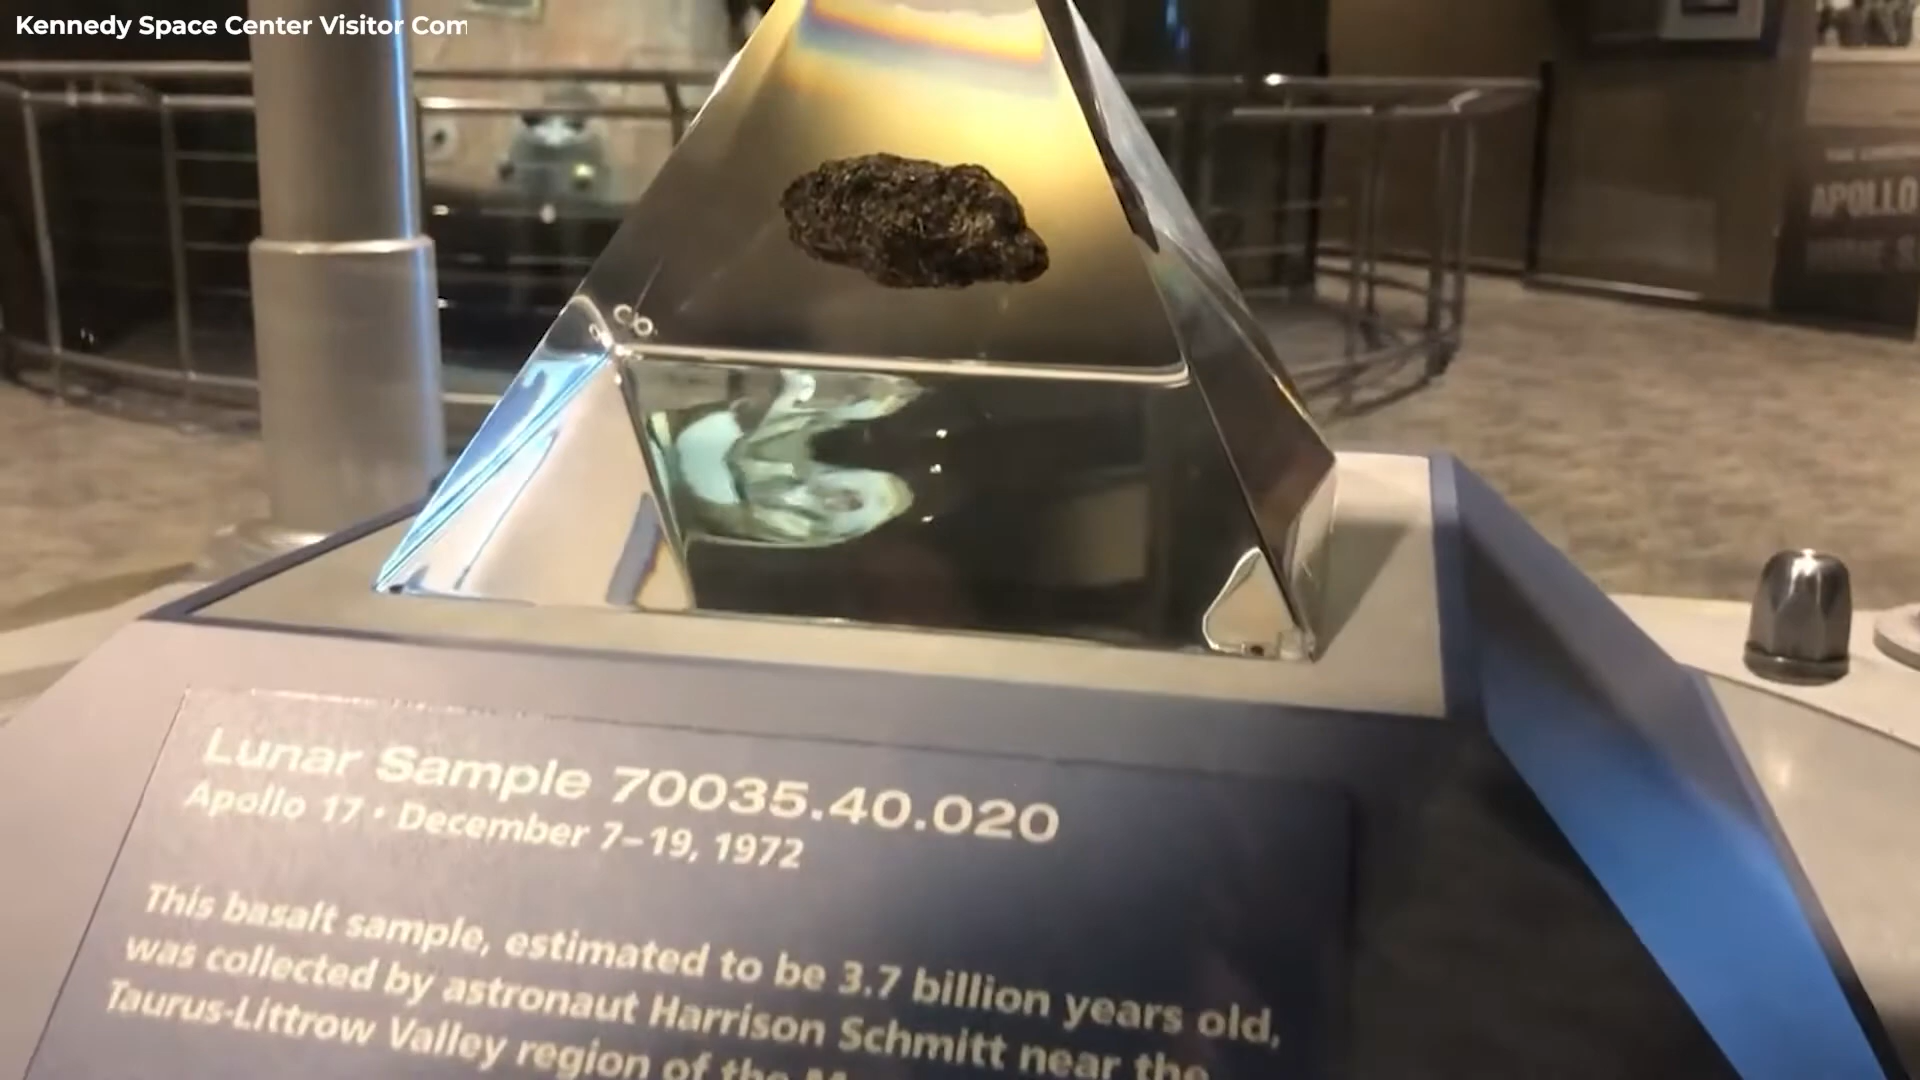 Kennedy Space Center Visitor Com
APOLLO
Lunar Sample 70035.40.020
Apollo 17 • December 7–19, 1972
This basalt sample, estimated to be 3.7 billion years old,
was collected by astronaut Harrison Schmitt near the
Taurus-Littrow Valley region of the